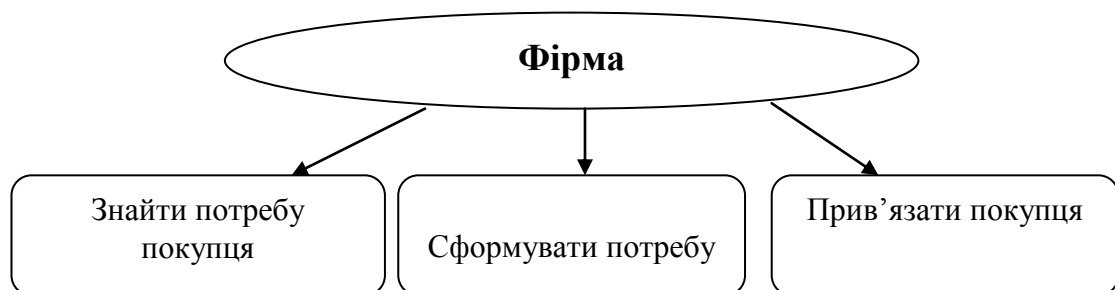 Фірма
Знайти потребу
покупця
Сформувати потребу
Прив’язати покупця